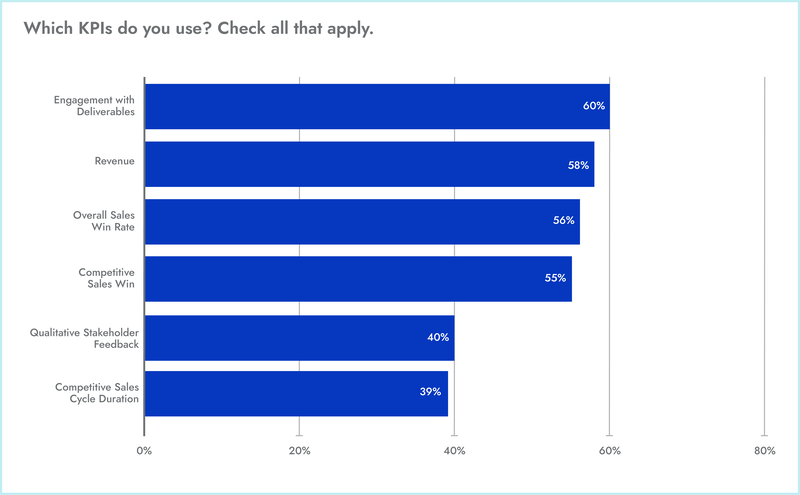 Which KPIs do you use? Check all that apply.
Engagement with
Deliverables
60%
Revenue
58%
Overall Sales
Win Rate
56%
Competitive
Sales Win
55%
Qualitative Stakeholder
Feedback
40%
Competitive Sales
Cycle Duration
39%
0%
20%
40%
60%
80%